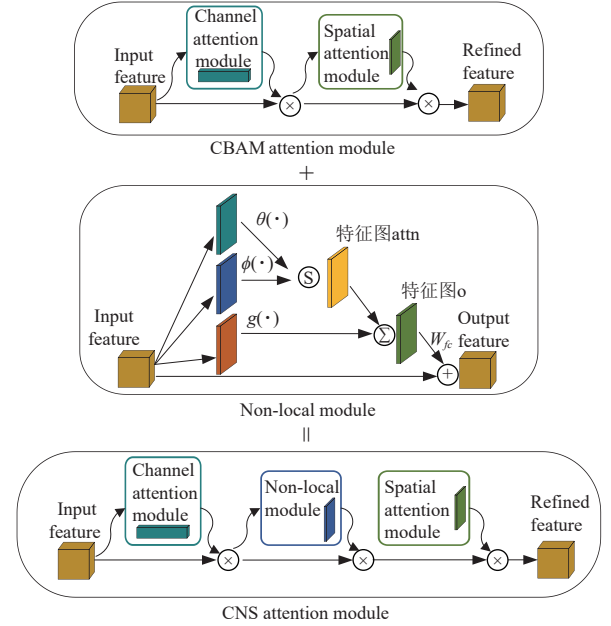 Channel
attention
module
Spatial
attention
module
Input
feature
Refined
feature
×
×
CBAM attention module
+
θ(·)
特征图attn
ϕ(·)
S
特征图o
Input
feature
g(·)
Σ
Output
feature
W_fc
+
Non-local module
=
Channel
attention
module
Non-local
module
Spatial
attention
module
Input
feature
Refined
feature
×
×
×
CNS attention module